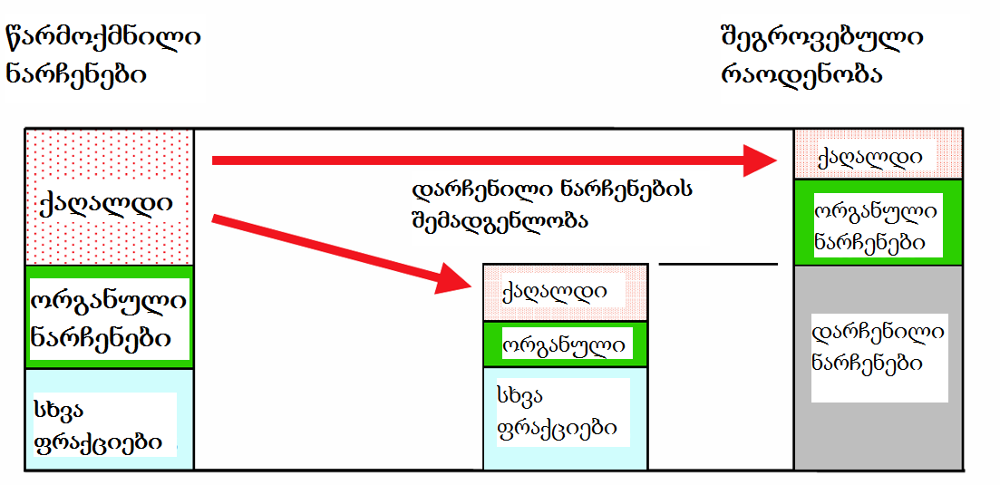 წარმოქმნილი
ნარჩენები
შეგროვებული
რაოდენობა
ქაღალდი
ორგანული
ნარჩენები
სხვა
ფრაქციები
დარჩენილი ნარჩენების
შემადგენლობა
ქაღალდი
ორგანული
სხვა
ფრაქციები
ქაღალდი
ორგანული
ნარჩენები
დარჩენილი
ნარჩენები